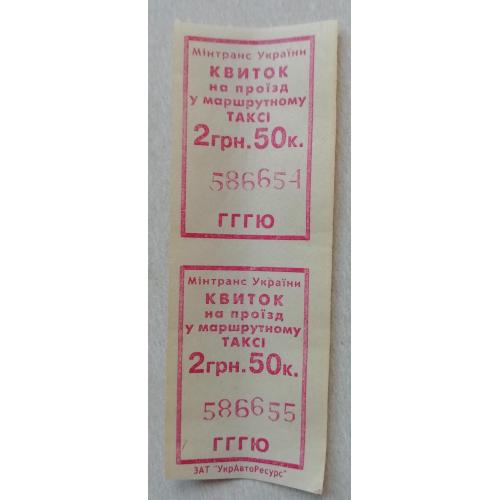 Мінтранс України
КВИТОК
на проїзд
у маршрутному
ТАКСІ
2грн.50к.
586654
ГГГЮ
Мінтранс України
КВИТОК
на проїзд
у маршрутному
ТАКСІ
2грн.50к.
586655
ГГГЮ
ЗАТ "УкрАвтоРесурс"